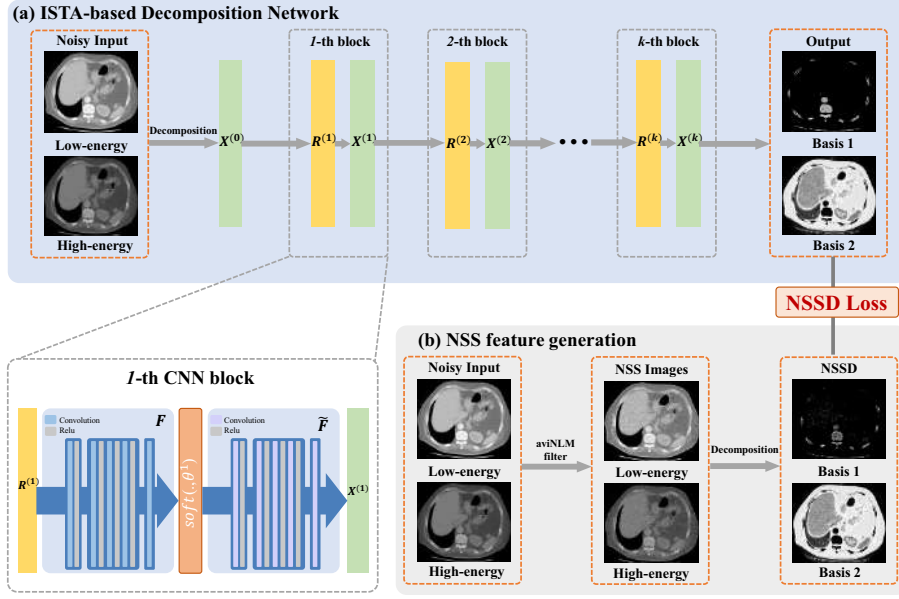 (a) ISTA-based Decomposition Network
Noisy Input
Low-energy
High-energy
Decomposition
X⁽⁰⁾
1-th block
R⁽¹⁾
X⁽¹⁾
2-th block
R⁽²⁾
X⁽²⁾
•••
k-th block
R⁽ᵏ⁾
X⁽ᵏ⁾
Output
Basis 1
Basis 2
NSSD Loss
1-th CNN block
R⁽¹⁾
Convolution
Relu
F
soft(.,θ¹)
Convolution
Relu
F̃
X⁽¹⁾
(b) NSS feature generation
Noisy Input
Low-energy
High-energy
aviNLM
filter
NSS Images
Low-energy
High-energy
Decomposition
NSSD
Basis 1
Basis 2